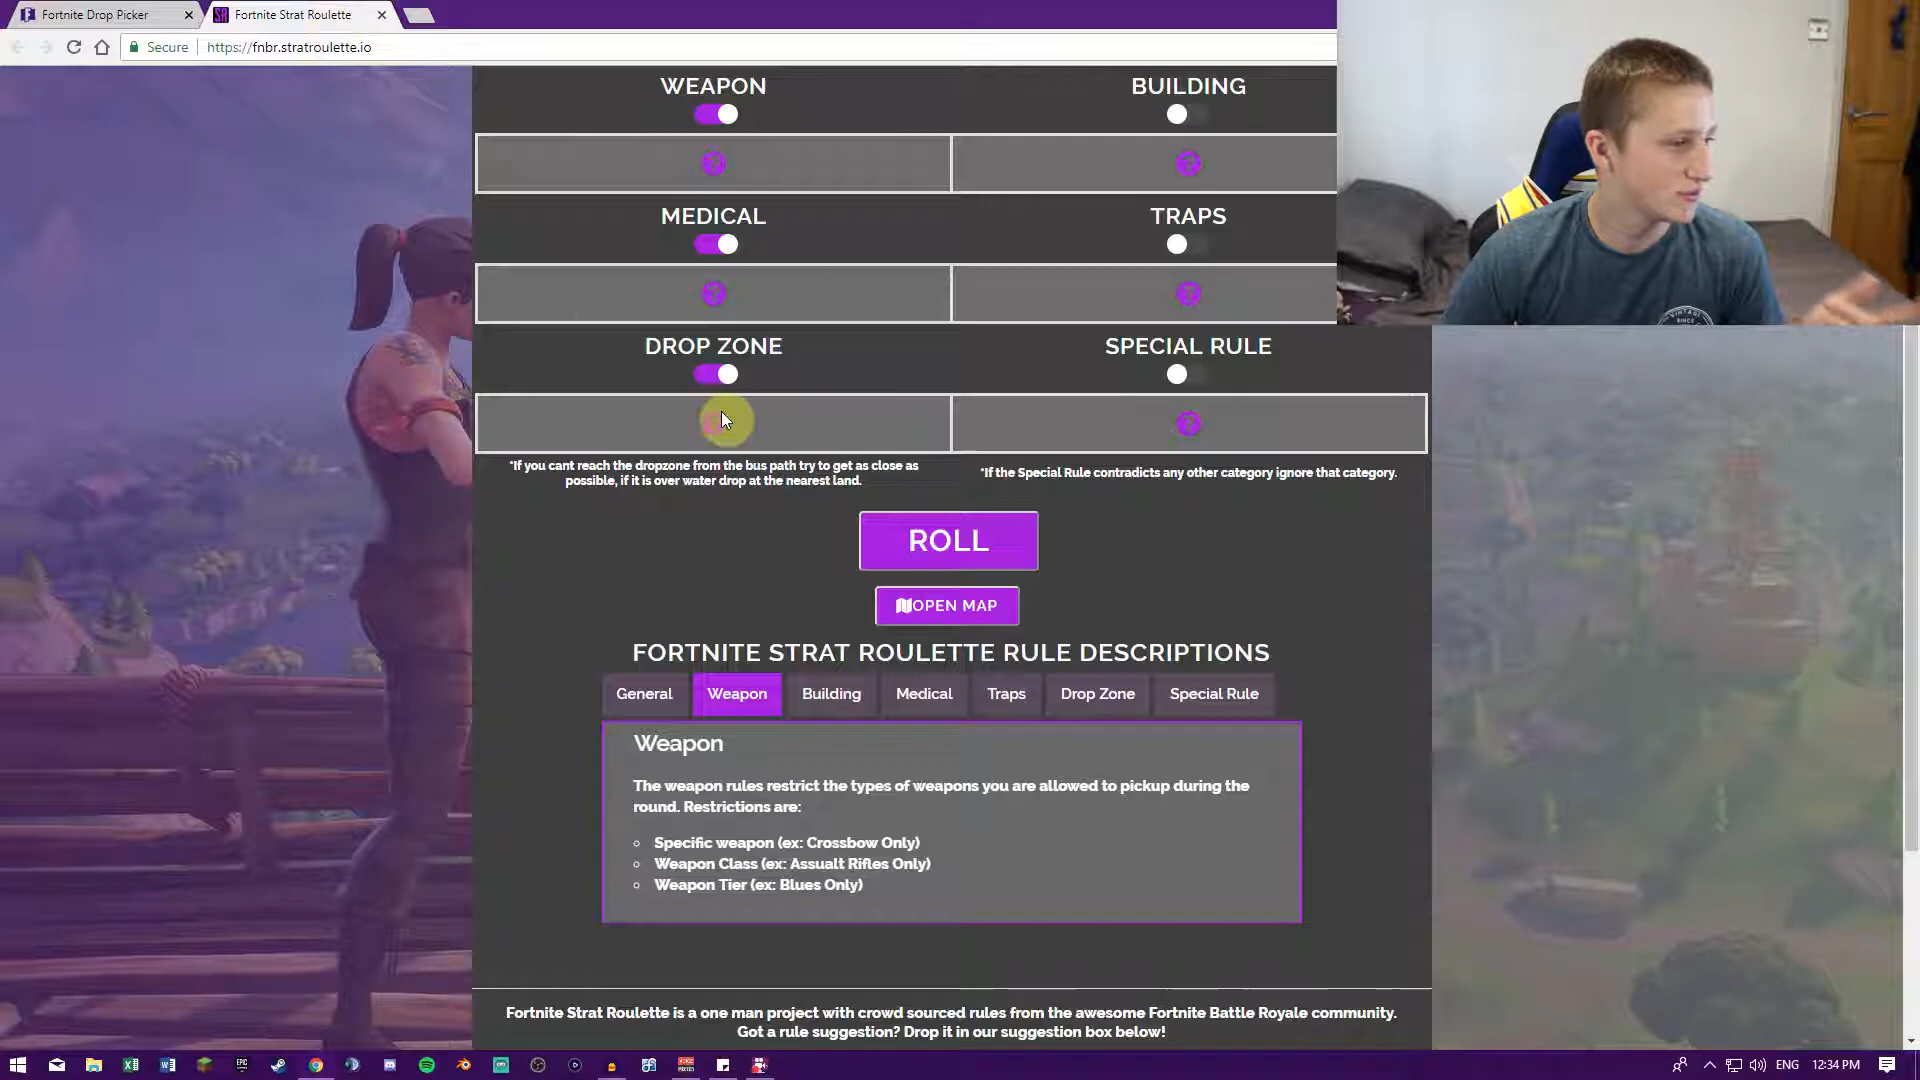 Fortnite Drop Picker
Fortnite Strat Roulette
Secure
https://fnbr.stratroulette.io
WEAPON
BUILDING
MEDICAL
TRAPS
DROP ZONE
SPECIAL RULE
*If you cant reach the dropzone from the bus path try to get as close as
possible, if it is over water drop at the nearest land.
*If the Special Rule contradicts any other category ignore that category.
ROLL
OPEN MAP
FORTNITE STRAT ROULETTE RULE DESCRIPTIONS
General
Weapon
Building
Medical
Traps
Drop Zone
Special Rule
Weapon
The weapon rules restrict the types of weapons you are allowed to pickup during the
round. Restrictions are:
Specific weapon (ex: Crossbow Only)
Weapon Class (ex: Assualt Rifles Only)
Weapon Tier (ex: Blues Only)
Fortnite Strat Roulette is a one man project with crowd sourced rules from the awesome Fortnite Battle Royale community.
Got a rule suggestion? Drop it in our suggestion box below!
ENG
12:34 PM